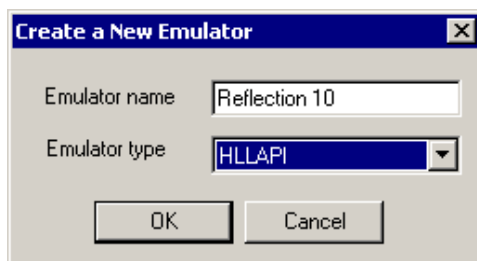 Create a New Emulator
Emulator name Reflection 10
Emulator type HLLAPI
OK Cancel